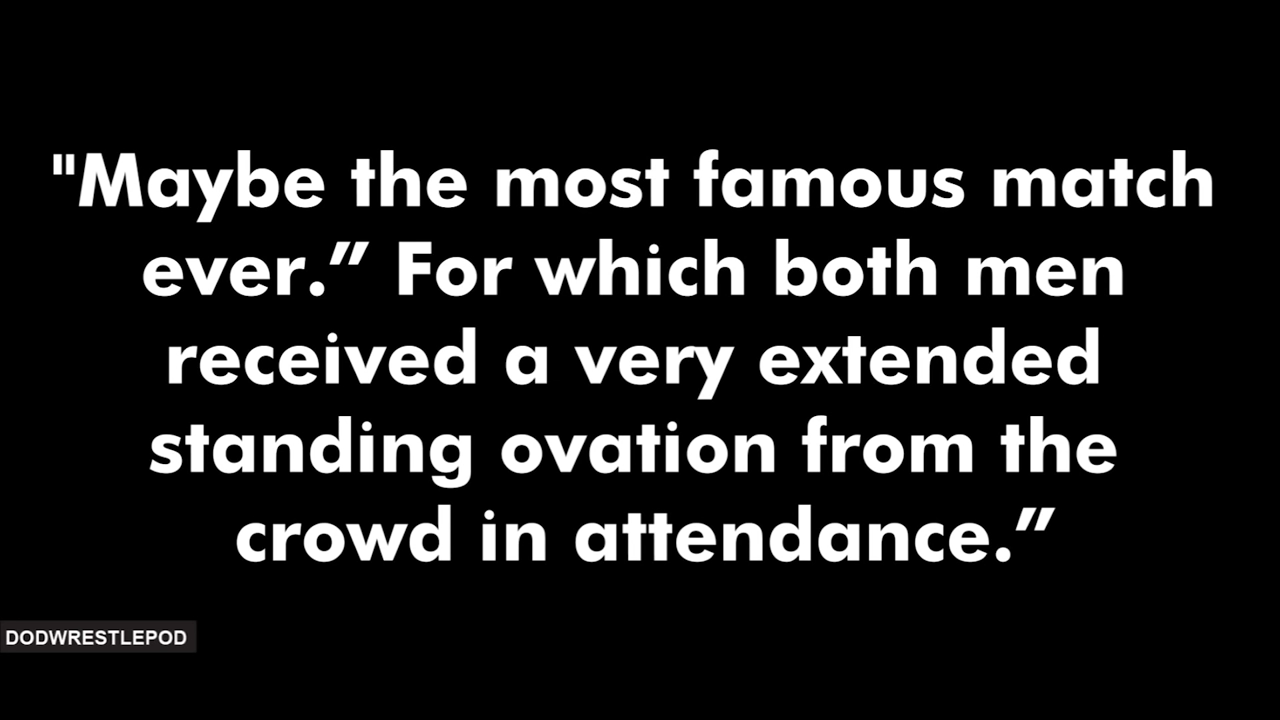 "Maybe the most famous match
ever.” For which both men
received a very extended
standing ovation from the
crowd in attendance.”
DODWRESTLEPOD